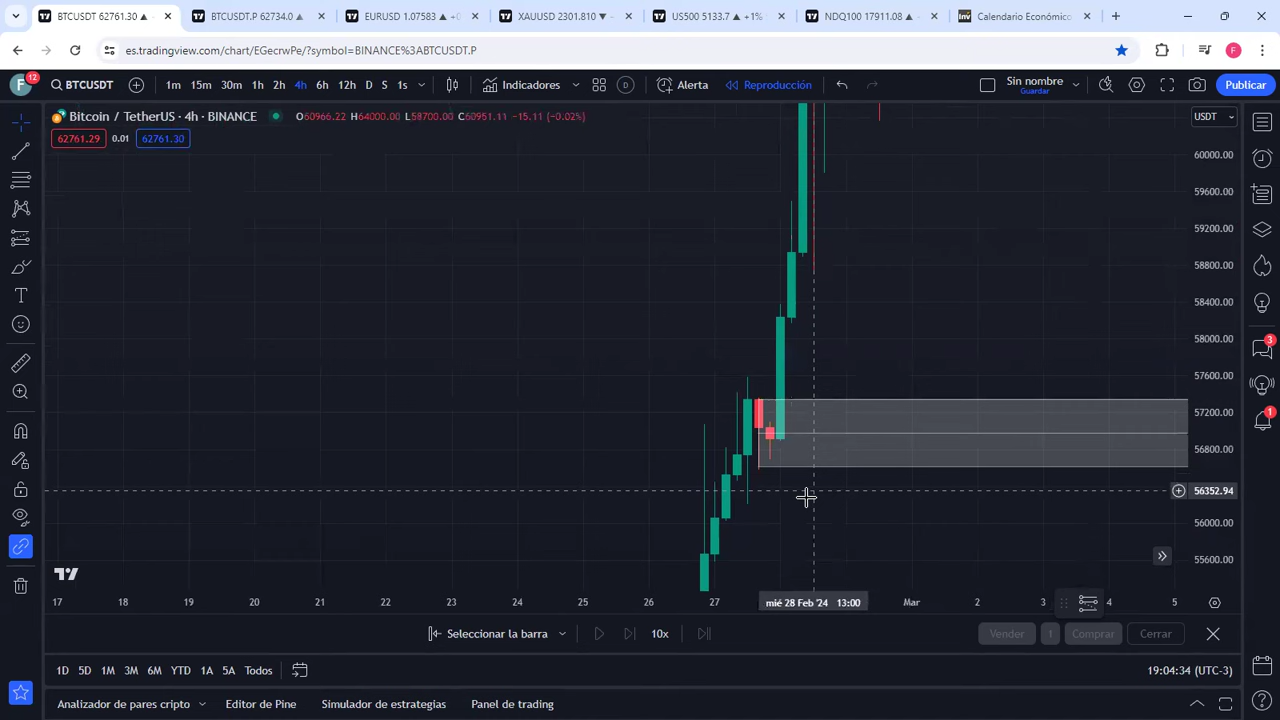 BTCUSDT 62761.30 ▲
BTCUSDT.P 62734.0 ▲
EURUSD 1.07583 ▲ +
XAUUSD 2301.810 ▼ −
US500 5133.7 ▲ +1%
NDQ100 17911.08 ▲
Calendario Económico
es.tradingview.com/chart/EGecrwPe/?symbol=BINANCE%3ABTCUSDT.P
F
12
F
BTCUSDT
1m 15m 30m 1h 2h 4h 6h 12h D S 1s
Indicadores
D
Alerta
Reproducción
Sin nombre
Guardar
Publicar
Bitcoin / TetherUS · 4h · BINANCE
O60966.22 H64000.00 L58700.00 C60951.11 −15.11 (−0.02%)
USDT
62761.29 0.01 62761.30
60000.00
59600.00
59200.00
58800.00
58400.00
58000.00
57600.00
57200.00
56800.00
56352.94
56000.00
55600.00
3
1
17 18 19 20 21 22 23 24 25 26 27 mié 28 Feb '24 13:00 Mar 2 3 4 5
Seleccionar la barra
10x
Vender 1 Comprar Cerrar
1D 5D 1M 3M 6M YTD 1A 5A Todos
19:04:34 (UTC-3)
Analizador de pares cripto
Editor de Pine
Simulador de estrategias
Panel de trading